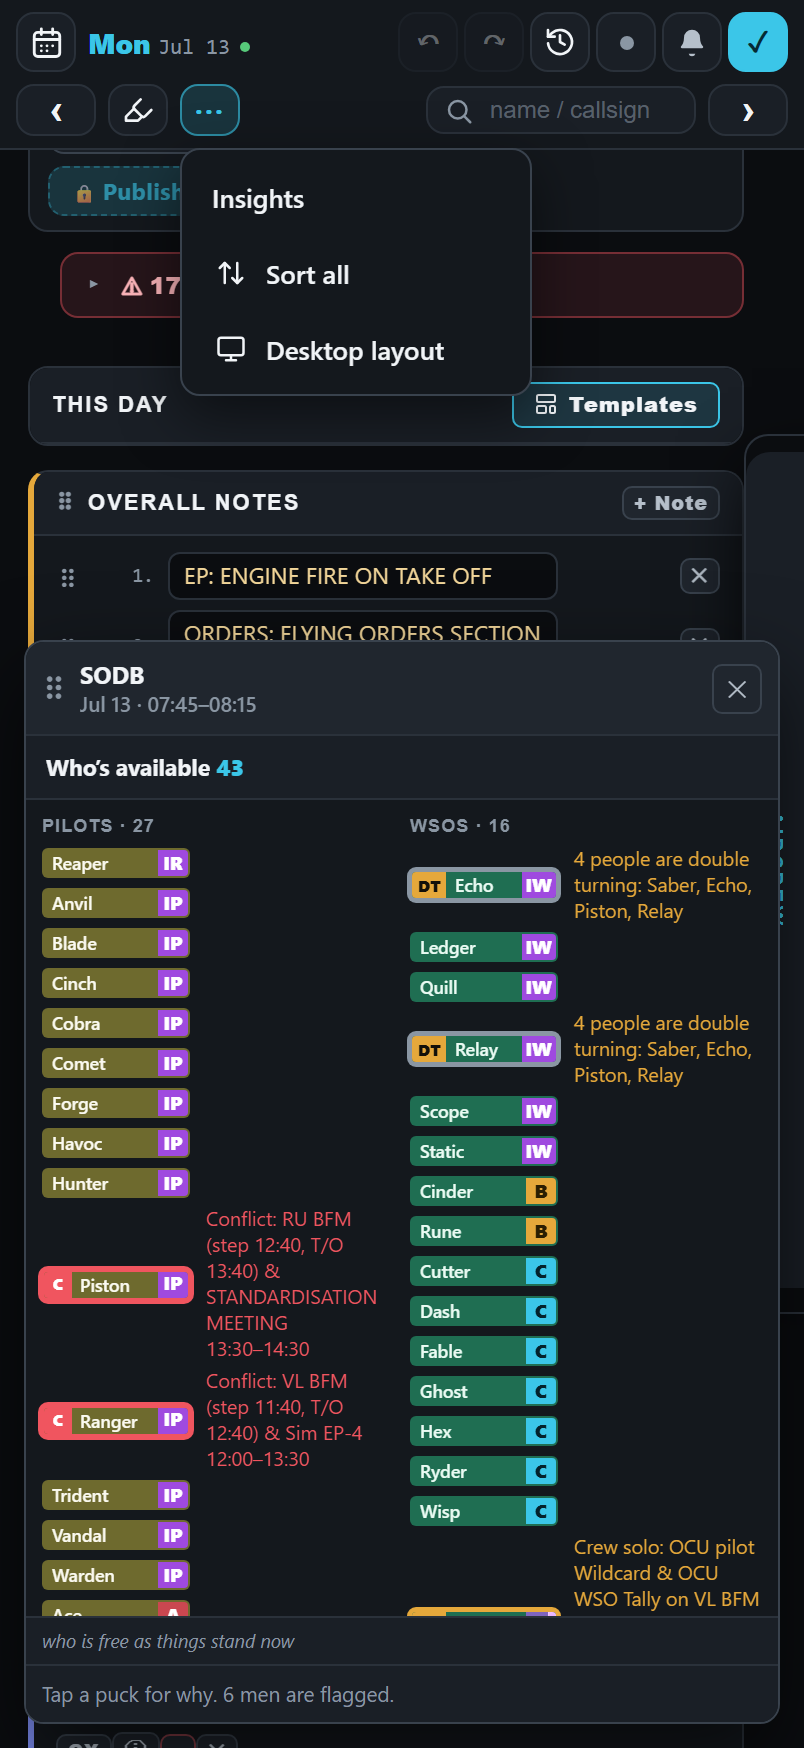 Mon Jul 13
name / callsign
Publish
Insights
17
Sort all
Desktop layout
THIS DAY
Templates
OVERALL NOTES
+ Note
1.
EP: ENGINE FIRE ON TAKE OFF
ORDERS: FLYING ORDERS SECTION
SODB
Jul 13 · 07:45–08:15
Who's available 43
PILOTS · 27
Reaper IR
Anvil IP
Blade IP
Cinch IP
Cobra IP
Comet IP
Forge IP
Havoc IP
Hunter IP
C Piston IP
Conflict: RU BFM
(step 12:40, T/O
13:40) &
STANDARDISATION
MEETING
13:30–14:30
C Ranger IP
Conflict: VL BFM
(step 11:40, T/O
12:40) & Sim EP-4
12:00–13:30
Trident IP
Vandal IP
Warden IP
Ace A
WSOS · 16
DT Echo IW
4 people are double
turning: Saber, Echo,
Piston, Relay
Ledger IW
Quill IW
DT Relay IW
4 people are double
turning: Saber, Echo,
Piston, Relay
Scope IW
Static IW
Cinder B
Rune B
Cutter C
Dash C
Fable C
Ghost C
Hex C
Ryder C
Wisp C
Crew solo: OCU pilot
Wildcard & OCU
WSO Tally on VL BFM
who is free as things stand now
Tap a puck for why. 6 men are flagged.